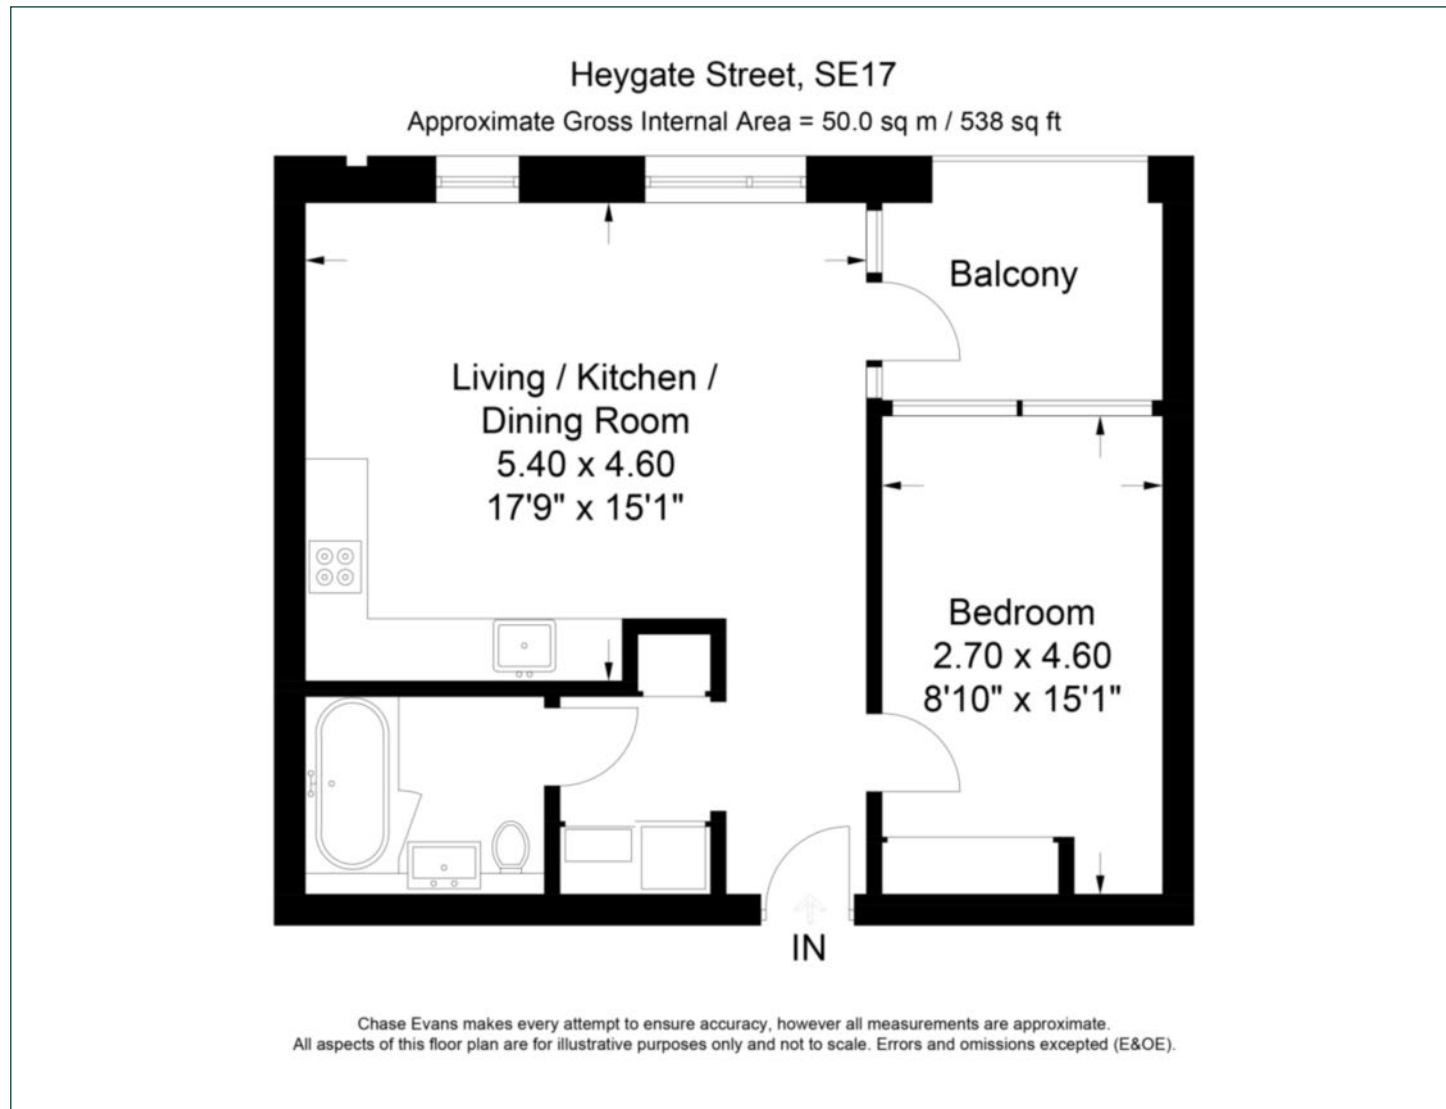 Heygate Street, SE17
Approximate Gross Internal Area = 50.0 sq m / 538 sq ft
Balcony
Living / Kitchen /
Dining Room
5.40 x 4.60
17'9" x 15'1"
Bedroom
2.70 x 4.60
8'10" x 15'1"
IN
Chase Evans makes every attempt to ensure accuracy, however all measurements are approximate.
All aspects of this floor plan are for illustrative purposes only and not to scale. Errors and omissions excepted (E&OE).